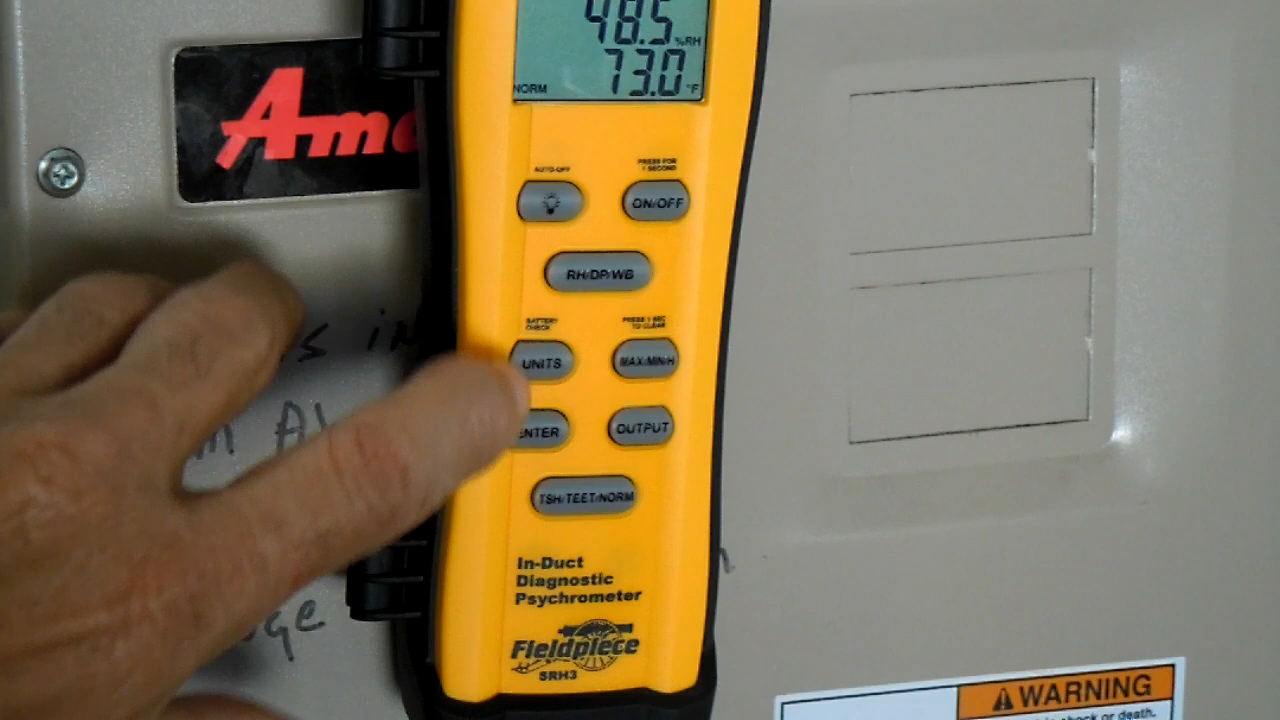 48.5 %RH
73.0 °F
NORM
Ame
AUTO-OFF
PRESS FOR
1 SECOND
ON/OFF
RH/DP/WB
BATTERY
CHECK
PRESS 1 SEC
TO CLEAR
UNITS
MAX/MIN/H
ENTER
OUTPUT
TSH/TEET/NORM
In-Duct
Diagnostic
Psychrometer
Fieldpiece
SRH3
WARNING
shock or death.